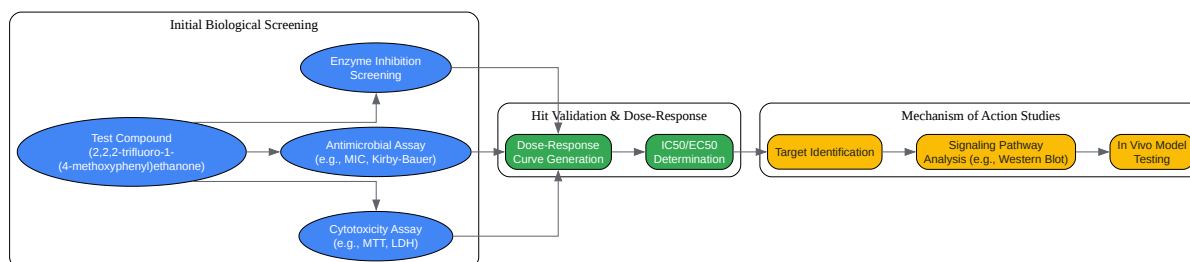 Initial Biological Screening
Enzyme Inhibition
Screening
Test Compound
(2,2,2-trifluoro-1-
(4-methoxyphenyl)ethanone)
Antimicrobial Assay
(e.g., MIC, Kirby-Bauer)
Cytotoxicity Assay
(e.g., MTT, LDH)
Hit Validation & Dose-Response
Dose-Response
Curve Generation
IC50/EC50
Determination
Mechanism of Action Studies
Target Identification
Signaling Pathway
Analysis (e.g., Western Blot)
In Vivo Model
Testing